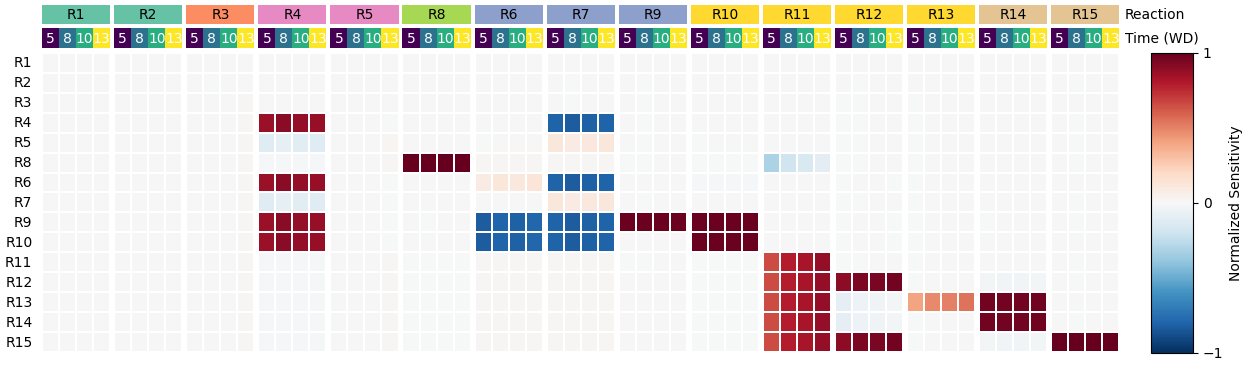 R1 R2 R3 R4 R5 R8 R6 R7 R9 R10 R11 R12 R13 R14 R15 Reaction
5 8 10 13 5 8 10 13 5 8 10 13 5 8 10 13 5 8 10 13 5 8 10 13 5 8 10 13 5 8 10 13 5 8 10 13 5 8 10 13 5 8 10 13 5 8 10 13 5 8 10 13 5 8 10 13 5 8 10 13 Time (WD)
R1
R2
R3
R4
R5
R8
R6
R7
R9
R10
R11
R12
R13
R14
R15
1
0
−1
Normalized Sensitivity